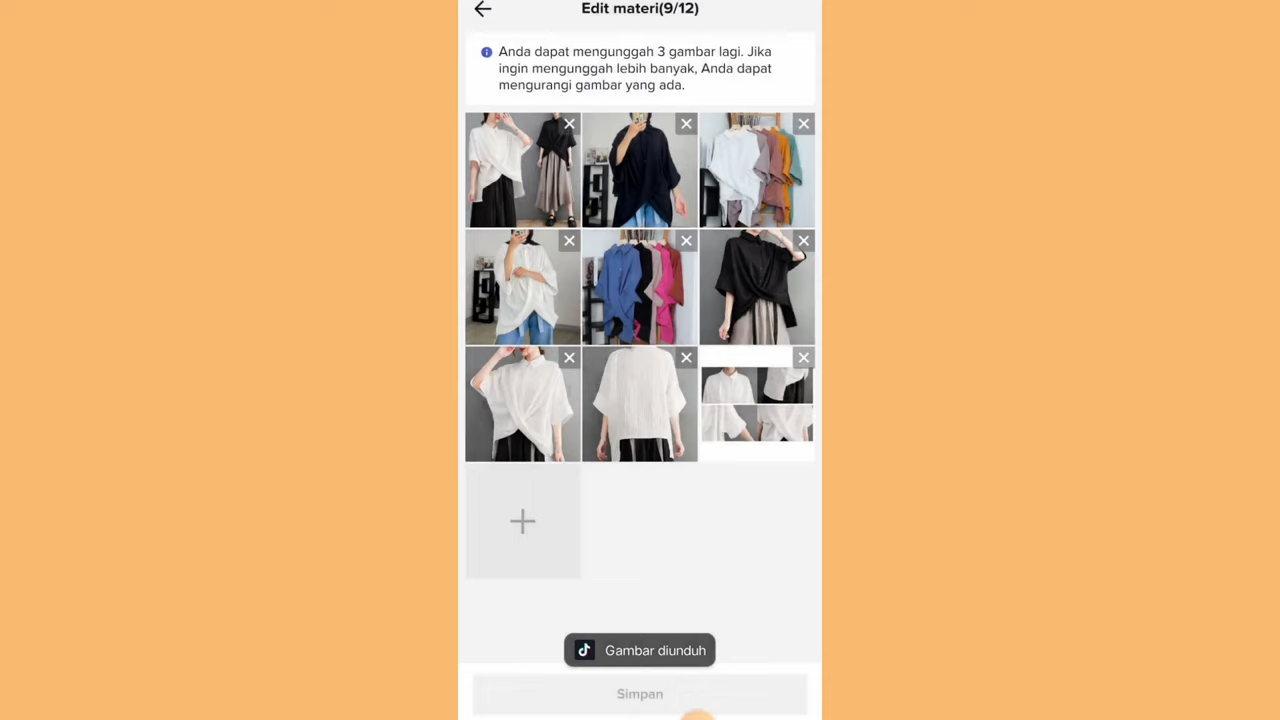 Edit materi(9/12)
Anda dapat mengunggah 3 gambar lagi. Jika
ingin mengunggah lebih banyak, Anda dapat
mengurangi gambar yang ada.
Gambar diunduh
Simpan